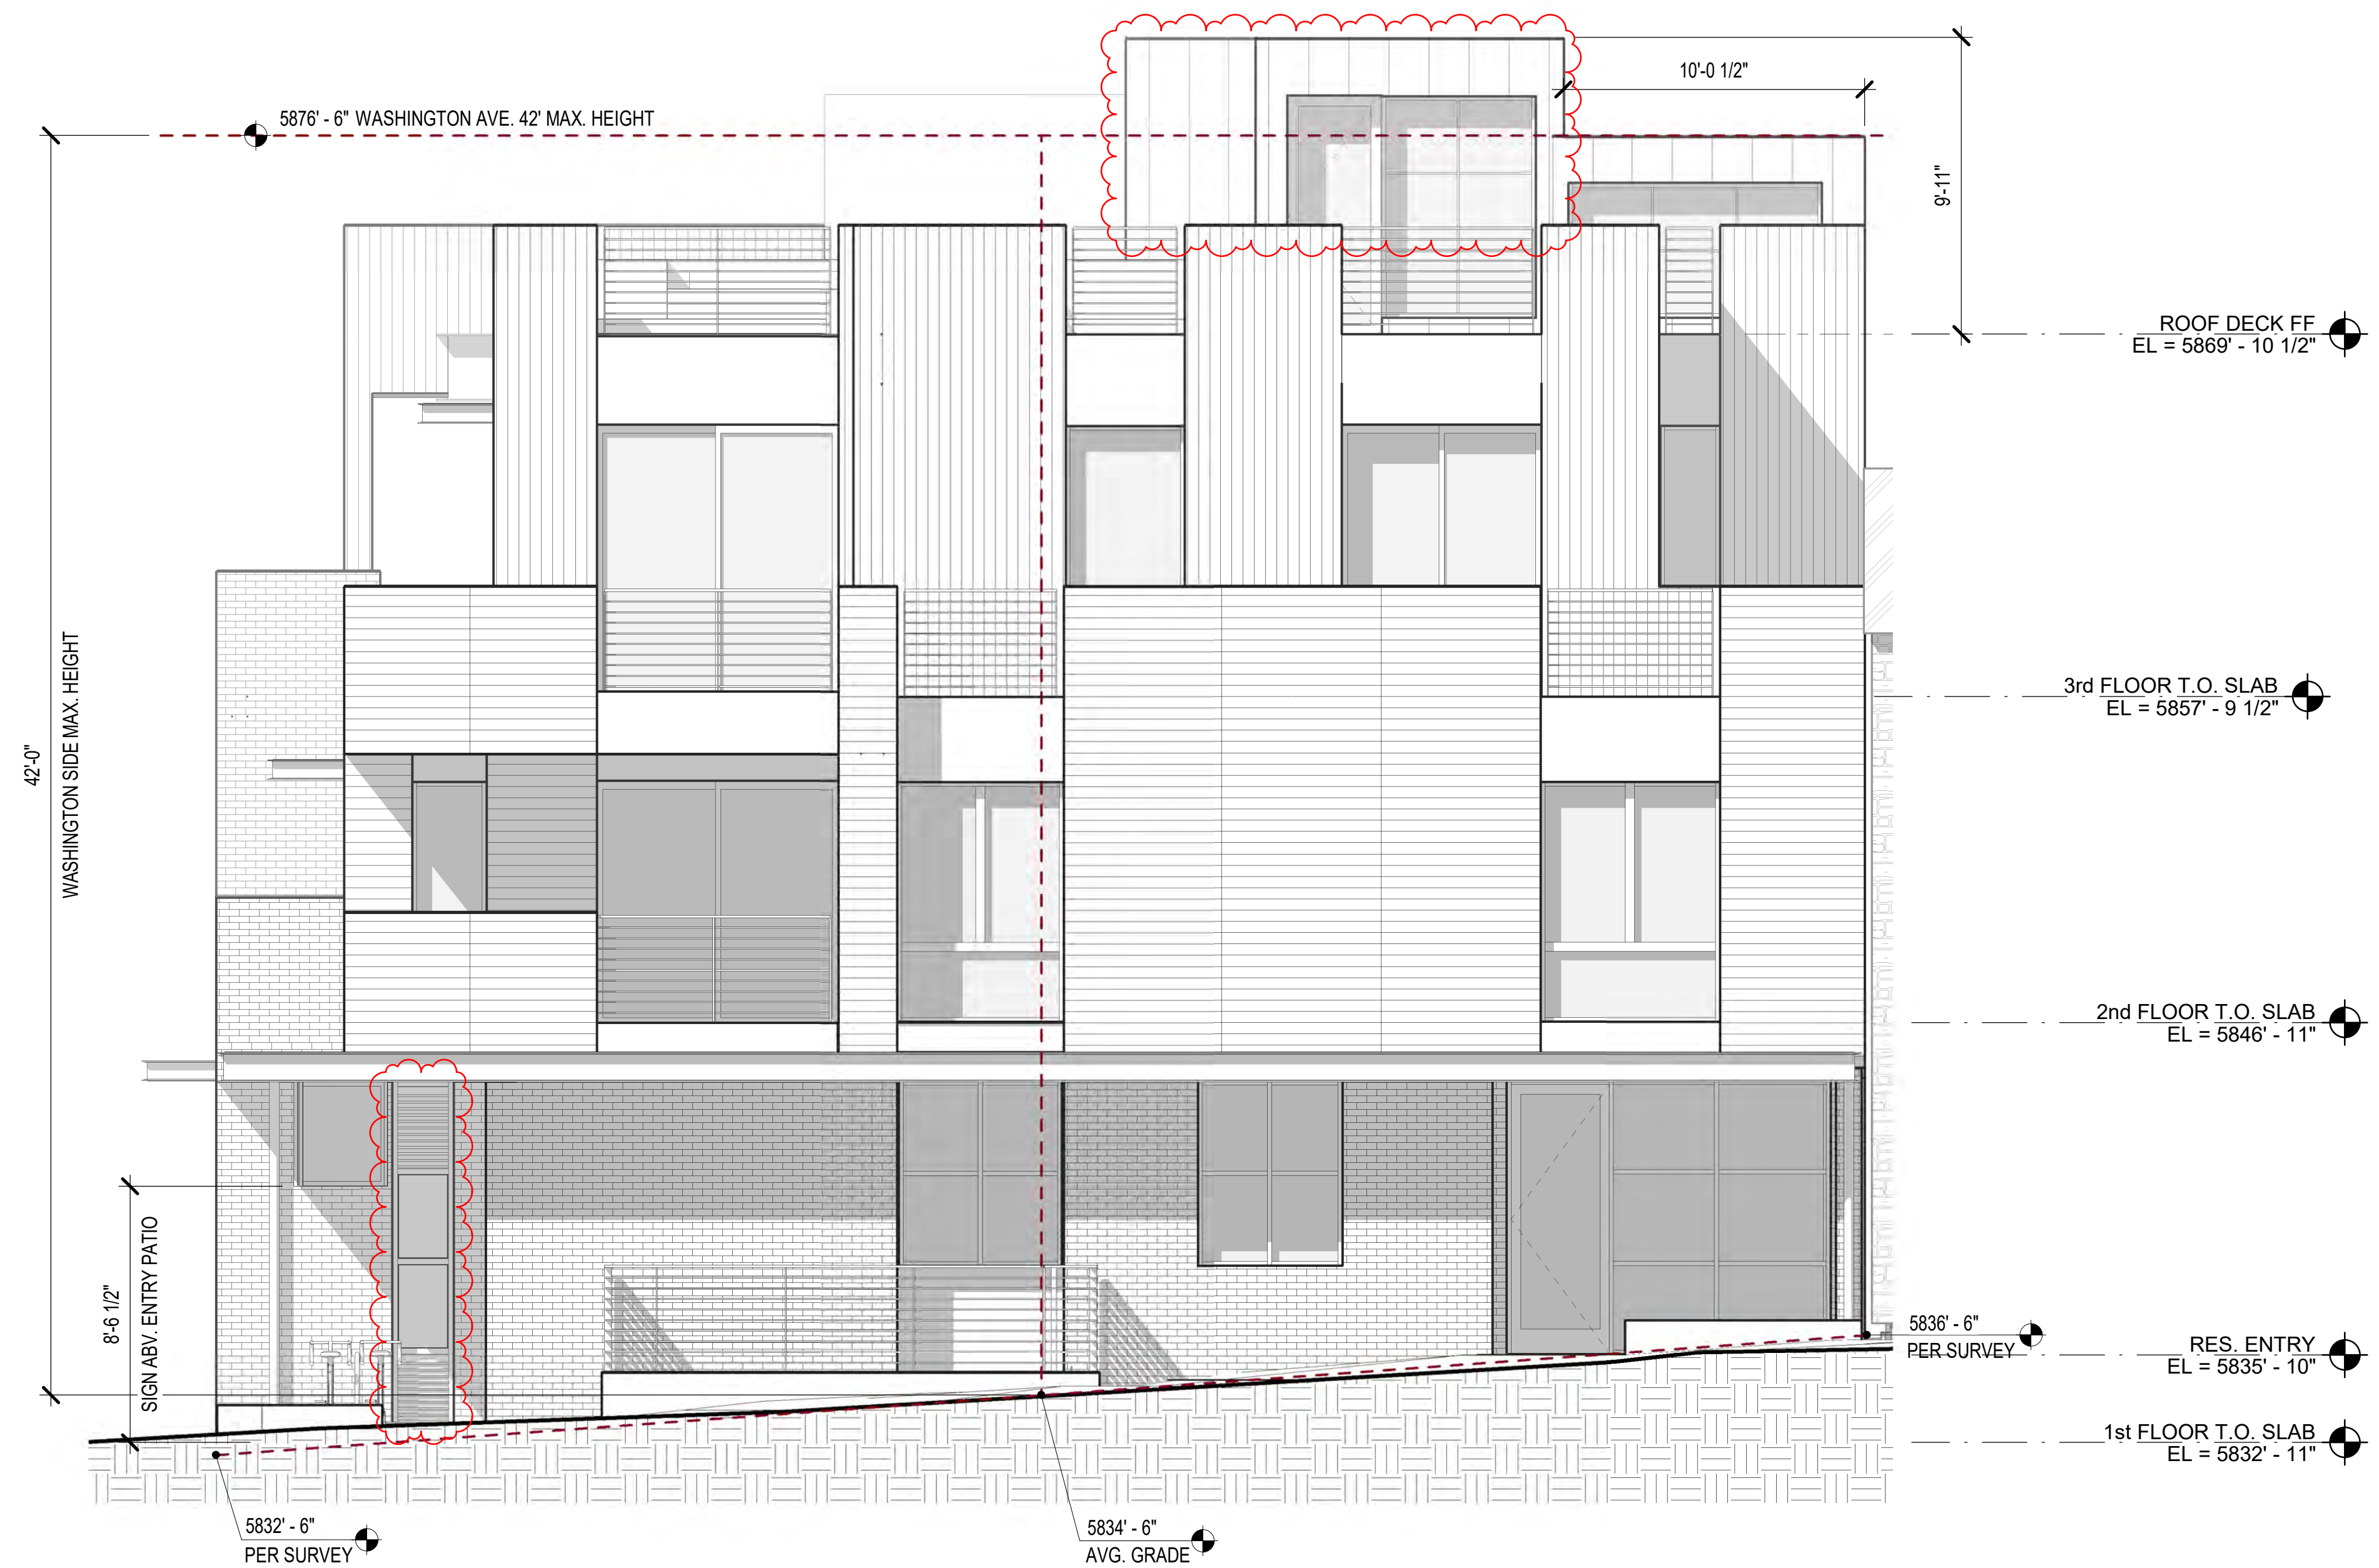 10'-0 1/2"
5876' - 6" WASHINGTON AVE. 42' MAX. HEIGHT
9'-11"
ROOF DECK FF
EL = 5869' - 10 1/2"
42'-0"
WASHINGTON SIDE MAX. HEIGHT
3rd FLOOR T.O. SLAB
EL = 5857' - 9 1/2"
2nd FLOOR T.O. SLAB
EL = 5846' - 11"
8'-6 1/2"
SIGN ABV. ENTRY PATIO
5836' - 6"
PER SURVEY
RES. ENTRY
EL = 5835' - 10"
1st FLOOR T.O. SLAB
EL = 5832' - 11"
5832' - 6"
PER SURVEY
5834' - 6"
AVG. GRADE